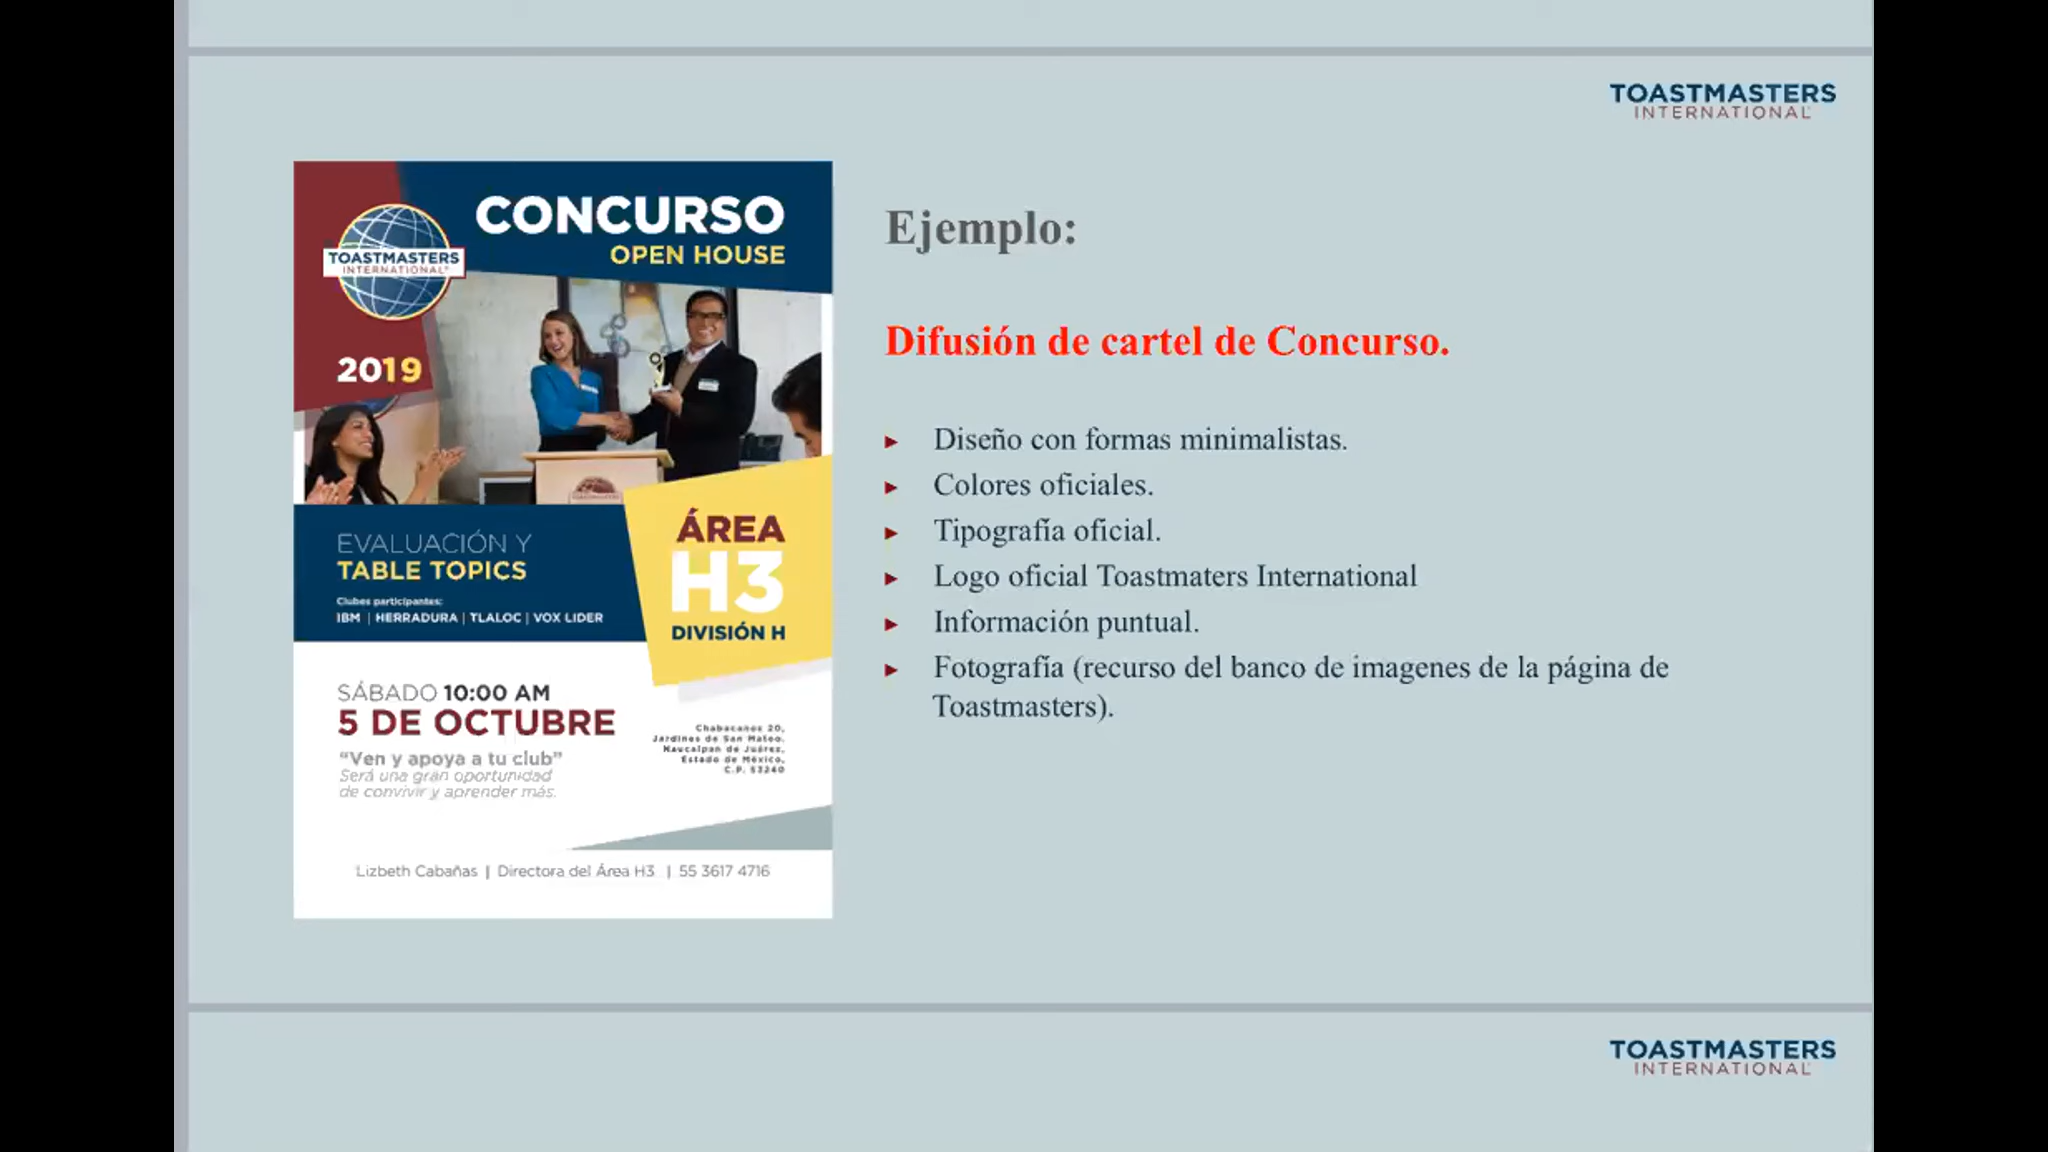 TOASTMASTERS
INTERNATIONAL
CONCURSO
OPEN HOUSE
TOASTMASTERS
INTERNATIONAL
2019
EVALUACIÓN Y
TABLE TOPICS
Clubes participantes:
IBM | HERRADURA | TLALOC | VOX LIDER
ÁREA
H3
DIVISIÓN H
SÁBADO 10:00 AM
5 DE OCTUBRE
"Ven y apoya a tu club"
Será una gran oportunidad
de convivir y aprender más.
Chabacanos 20,
Jardines de San Mateo.
Naucalpan de Juárez,
Estado de México,
C.P. 53240
Lizbeth Cabañas | Directora del Área H3 | 55 3617 4716
Ejemplo:
Difusión de cartel de Concurso.
► Diseño con formas minimalistas.
► Colores oficiales.
► Tipografía oficial.
► Logo oficial Toastmaters International
► Información puntual.
► Fotografía (recurso del banco de imagenes de la página de
Toastmasters).
TOASTMASTERS
INTERNATIONAL